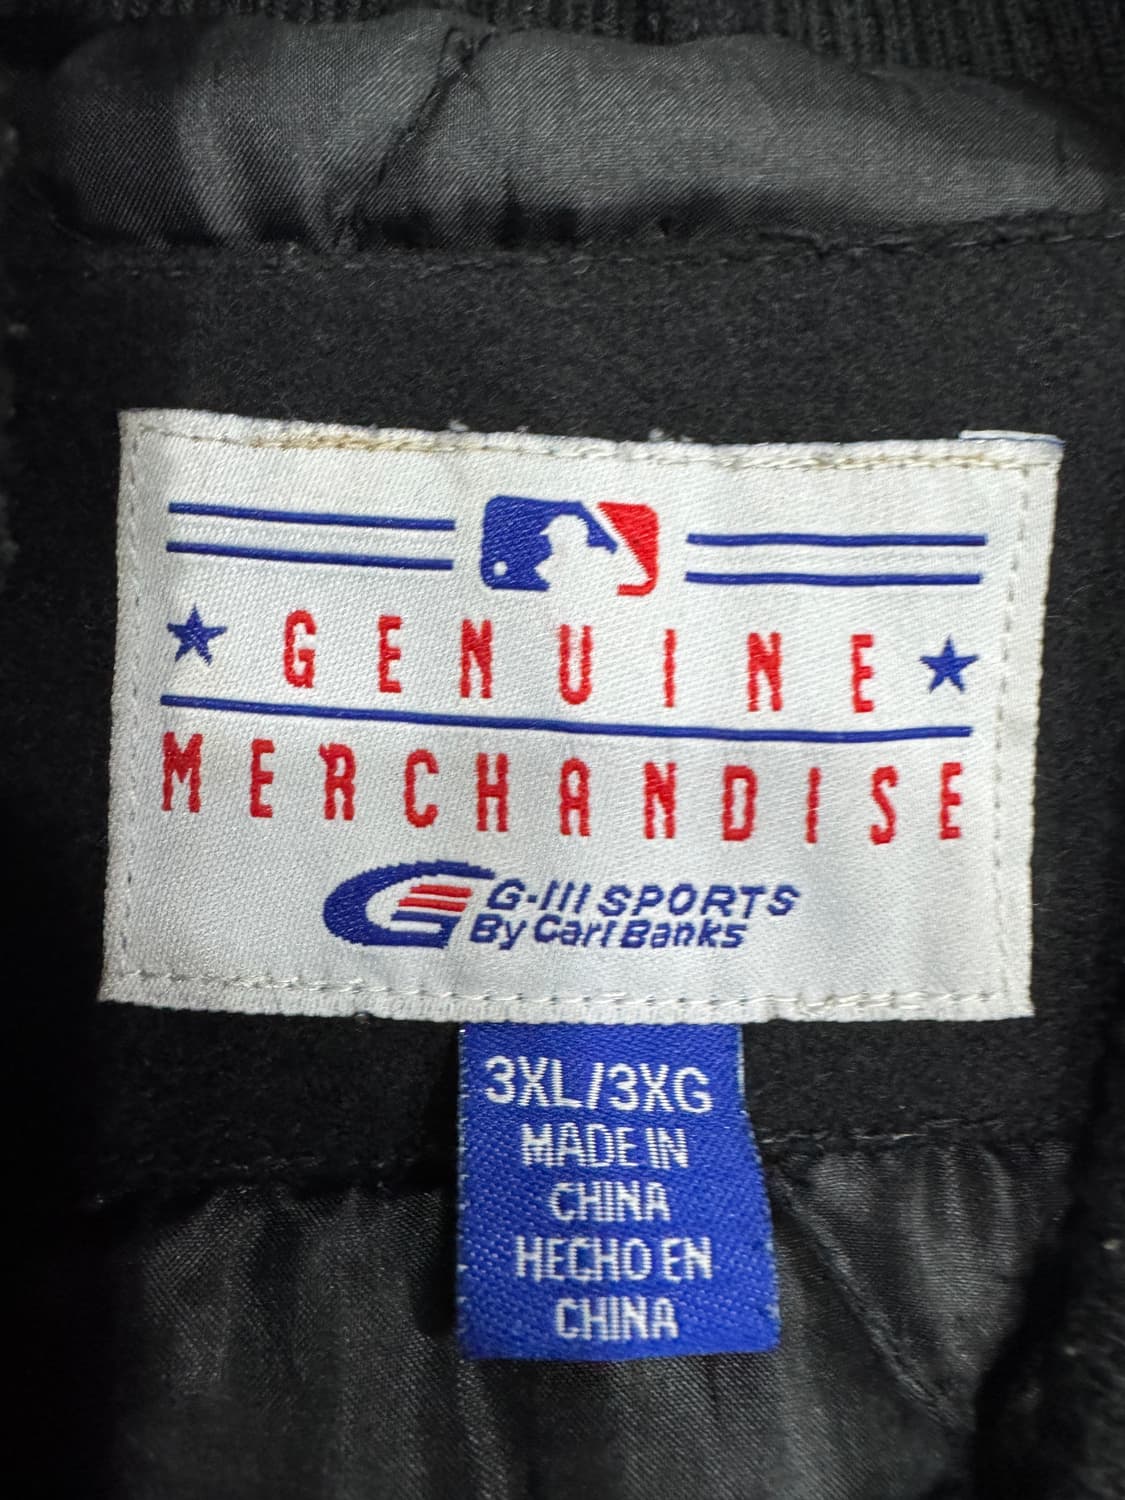 GENUINE
MERCHANDISE
G-III SPORTS
By Carl Banks
3XL/3XG
MADE IN
CHINA
HECHO EN
CHINA